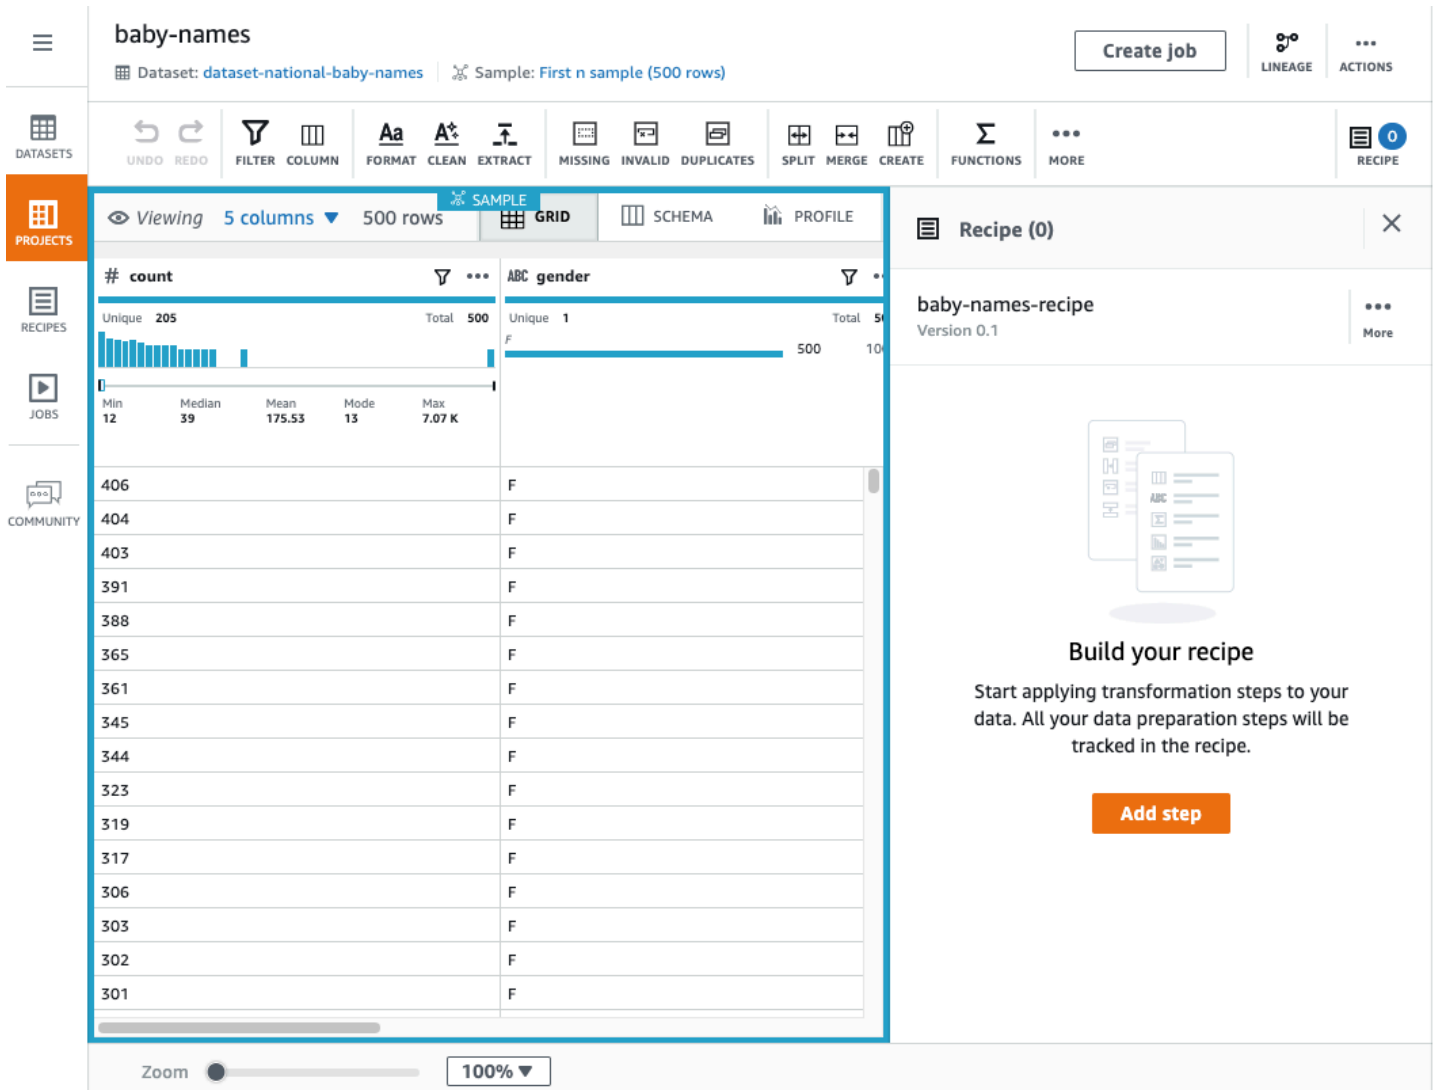 baby-names
Dataset: dataset-national-baby-names
Sample: First n sample (500 rows)
Create job
LINEAGE
ACTIONS
DATASETS
PROJECTS
RECIPES
JOBS
COMMUNITY
UNDO REDO FILTER COLUMN FORMAT CLEAN EXTRACT MISSING INVALID DUPLICATES SPLIT MERGE CREATE FUNCTIONS MORE
0
RECIPE
SAMPLE
Viewing 5 columns 500 rows GRID SCHEMA PROFILE
# count
Unique 205 Total 500
Min Median Mean Mode Max
12 39 175.53 13 7.07 K
ABC gender
Unique 1 Total
F
500
406 F
404 F
403 F
391 F
388 F
365 F
361 F
345 F
344 F
323 F
319 F
317 F
306 F
303 F
302 F
301 F
Recipe (0)
baby-names-recipe
Version 0.1
More
ABC
Build your recipe
Start applying transformation steps to your
data. All your data preparation steps will be
tracked in the recipe.
Add step
Zoom 100%